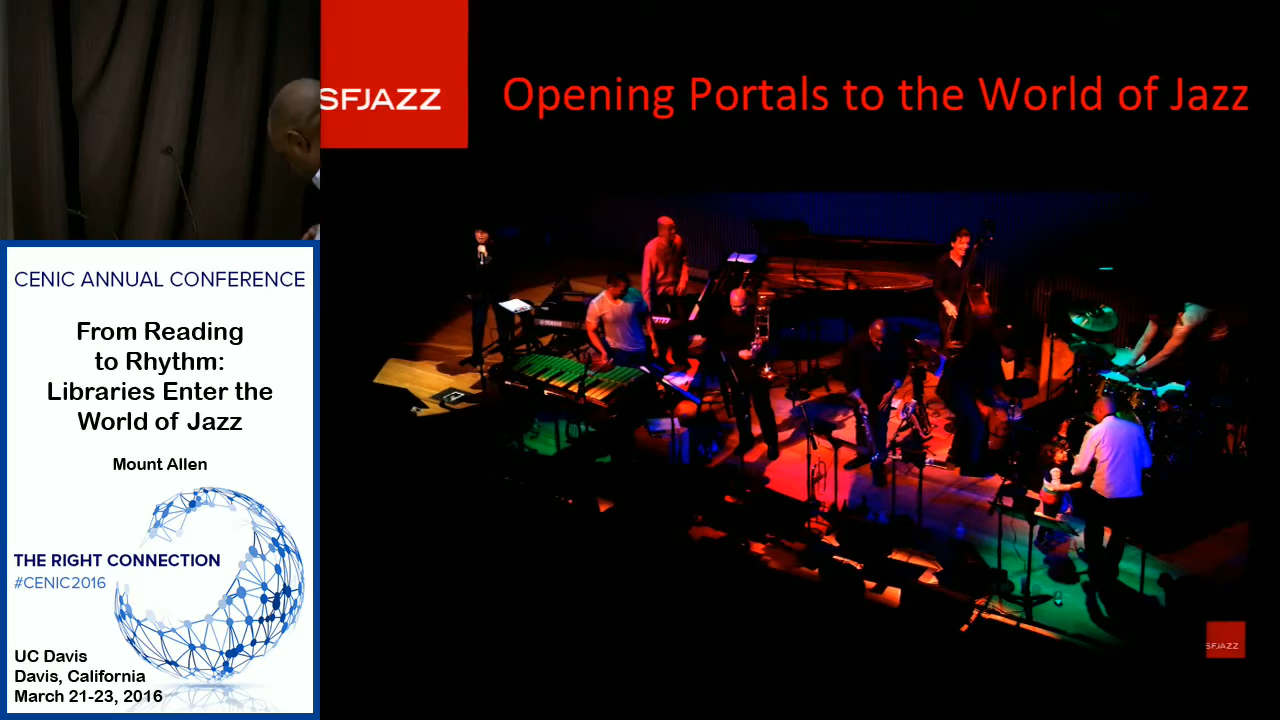 SFJAZZ
Opening Portals to the World of Jazz
CENIC ANNUAL CONFERENCE
From Reading
to Rhythm:
Libraries Enter the
World of Jazz
Mount Allen
THE RIGHT CONNECTION
#CENIC2016
UC Davis
Davis, California
March 21-23, 2016
SFJAZZ